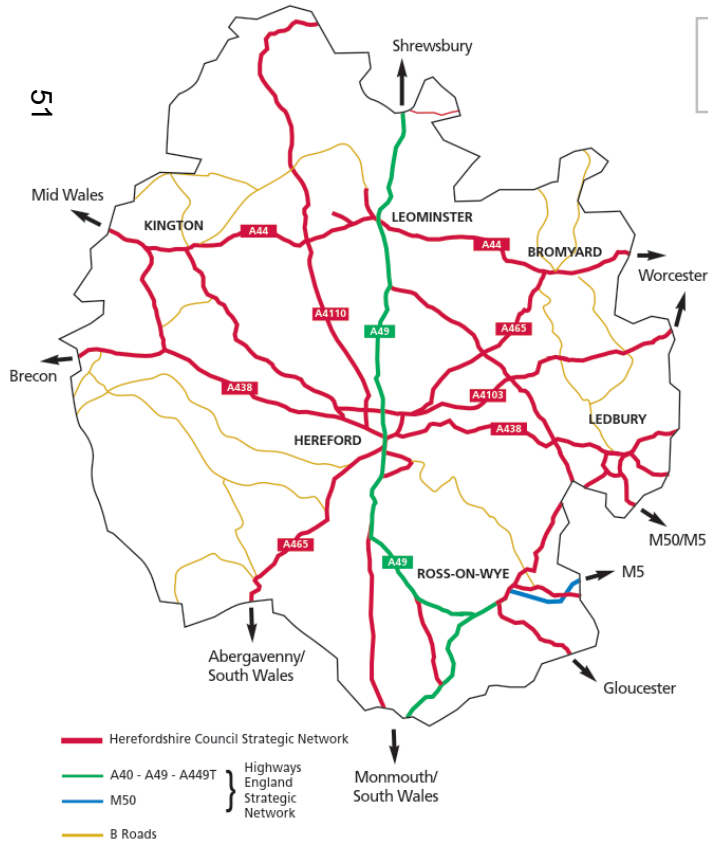 Shrewsbury
51
Mid Wales
KINGTON
LEOMINSTER
A44
A44
BROMYARD
Worcester
A4110
A49
A465
Brecon
A438
A4103
LEDBURY
HEREFORD
A438
M50/M5
A465
A49
ROSS-ON-WYE
M5
Abergavenny/
South Wales
Gloucester
Monmouth/
South Wales
Herefordshire Council Strategic Network
A40 - A49 - A449T
M50
Highways
England
Strategic
Network
B Roads